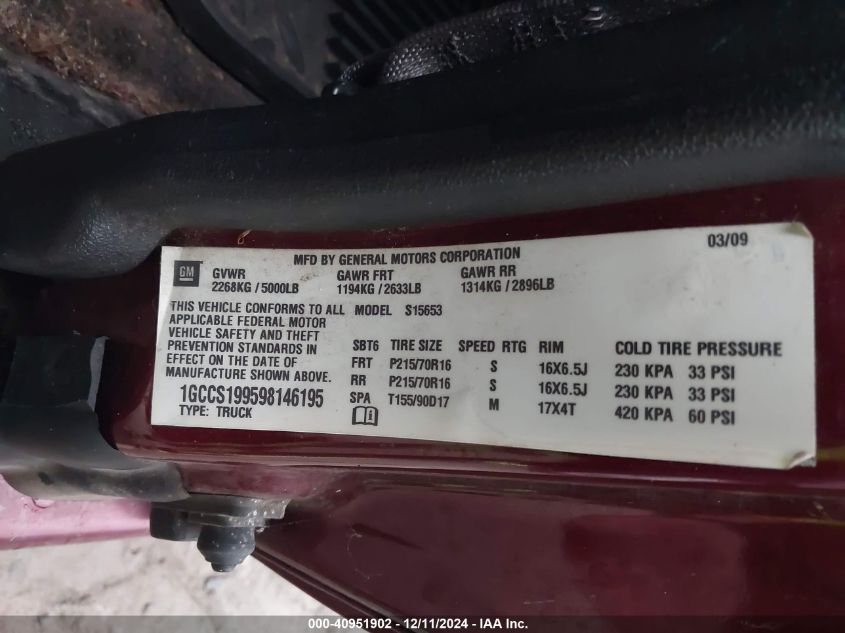 MFD BY GENERAL MOTORS CORPORATION 03/09
GM
GVWR GAWR FRT GAWR RR
2268KG / 5000LB 1194KG / 2633LB 1314KG / 2896LB
THIS VEHICLE CONFORMS TO ALL MODEL S15653
APPLICABLE FEDERAL MOTOR
VEHICLE SAFETY AND THEFT
PREVENTION STANDARDS IN
EFFECT ON THE DATE OF
MANUFACTURE SHOWN ABOVE.
1GCCS199598146195
TYPE: TRUCK
SBT6 TIRE SIZE SPEED RTG RIM COLD TIRE PRESSURE
FRT P215/70R16 S 16X6.5J 230 KPA 33 PSI
RR P215/70R16 S 16X6.5J 230 KPA 33 PSI
SPA T155/90D17 M 17X4T 420 KPA 60 PSI
000-40951902 - 12/11/2024 - IAA Inc.